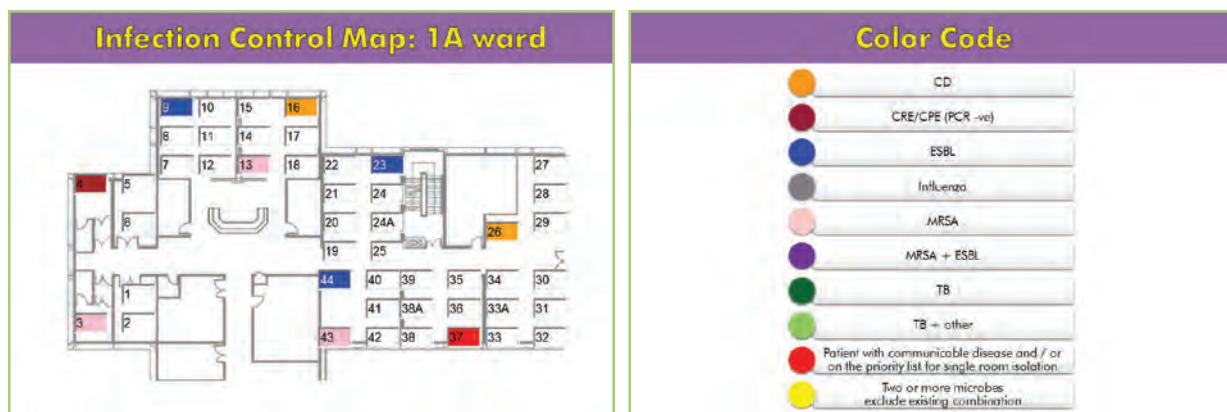 Infection Control Map: 1A ward
9 10 15 16
8 11 14 17
7 12 13 18
22 23 27
4 5
21 24 28
6 20 24A 29
26
19 25
44 40 39 35 34 30
1
41 38A 36 33A 31
3 2
43 42 38 37 33 32
Color Code
CD
CRE/CPE (PCR -ve)
ESBL
Influenza
MRSA
MRSA + ESBL
TB
TB + other
Patient with communicable disease and / or
on the priority list for single room isolation
Two or more microbes
exclude existing combination